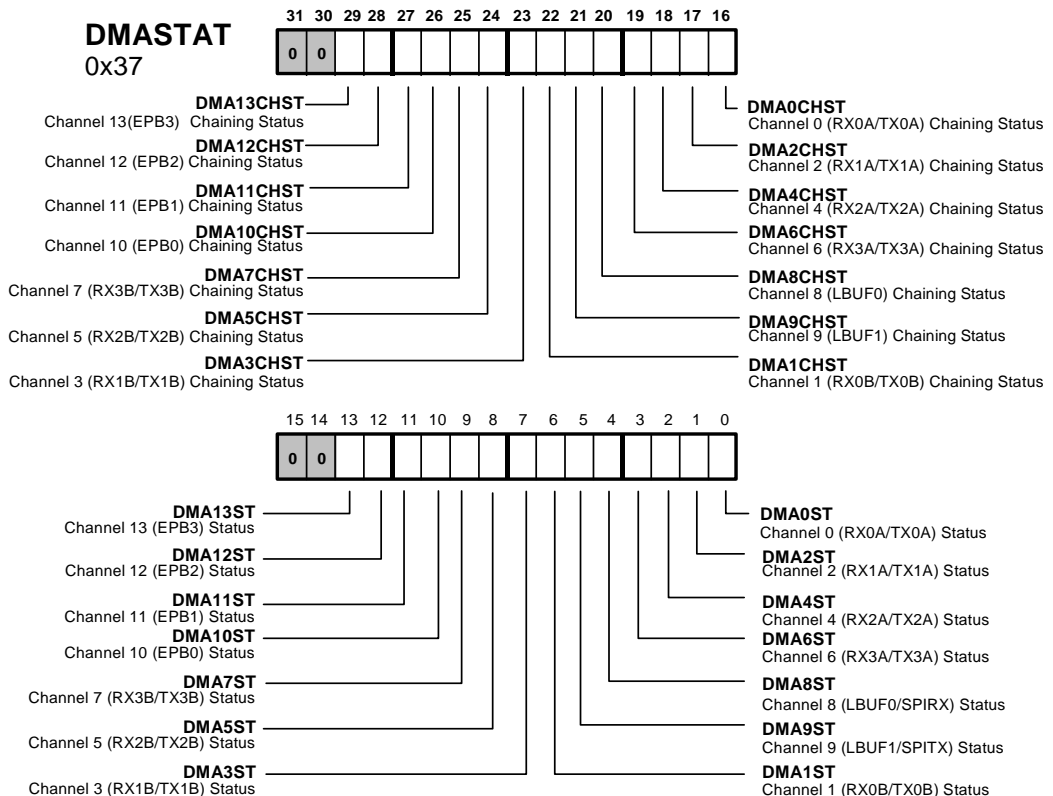 DMASTAT
0x37
31 30 29 28 27 26 25 24 23 22 21 20 19 18 17 16
0 0
DMA13CHST
Channel 13(EPB3) Chaining Status
DMA12CHST
Channel 12 (EPB2) Chaining Status
DMA11CHST
Channel 11 (EPB1) Chaining Status
DMA10CHST
Channel 10 (EPB0) Chaining Status
DMA7CHST
Channel 7 (RX3B/TX3B) Chaining Status
DMA5CHST
Channel 5 (RX2B/TX2B) Chaining Status
DMA3CHST
Channel 3 (RX1B/TX1B) Chaining Status
DMA0CHST
Channel 0 (RX0A/TX0A) Chaining Status
DMA2CHST
Channel 2 (RX1A/TX1A) Chaining Status
DMA4CHST
Channel 4 (RX2A/TX2A) Chaining Status
DMA6CHST
Channel 6 (RX3A/TX3A) Chaining Status
DMA8CHST
Channel 8 (LBUF0) Chaining Status
DMA9CHST
Channel 9 (LBUF1) Chaining Status
DMA1CHST
Channel 1 (RX0B/TX0B) Chaining Status
15 14 13 12 11 10 9 8 7 6 5 4 3 2 1 0
0 0
DMA13ST
Channel 13 (EPB3) Status
DMA12ST
Channel 12 (EPB2) Status
DMA11ST
Channel 11 (EPB1) Status
DMA10ST
Channel 10 (EPB0) Status
DMA7ST
Channel 7 (RX3B/TX3B) Status
DMA5ST
Channel 5 (RX2B/TX2B) Status
DMA3ST
Channel 3 (RX1B/TX1B) Status
DMA0ST
Channel 0 (RX0A/TX0A) Status
DMA2ST
Channel 2 (RX1A/TX1A) Status
DMA4ST
Channel 4 (RX2A/TX2A) Status
DMA6ST
Channel 6 (RX3A/TX3A) Status
DMA8ST
Channel 8 (LBUF0/SPIRX) Status
DMA9ST
Channel 9 (LBUF1/SPITX) Status
DMA1ST
Channel 1 (RX0B/TX0B) Status